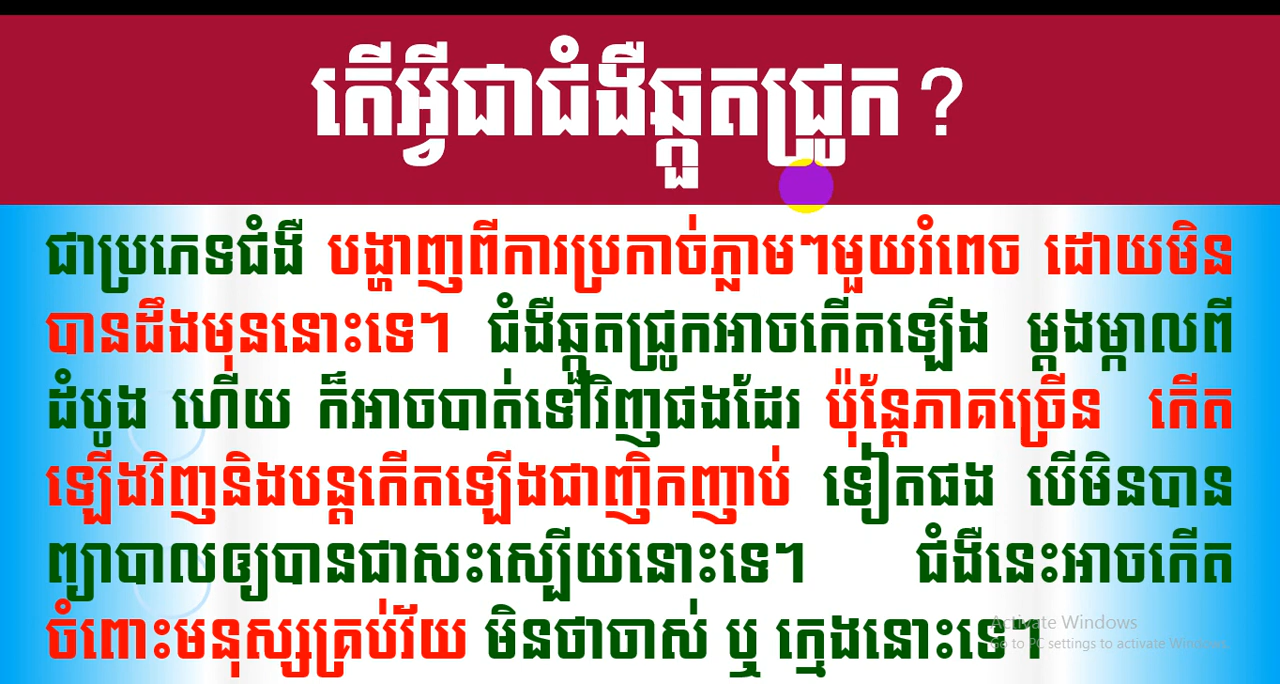 តើអ្វីជាជំងឺឆ្កួតជ្រូក?
ជាប្រភេទជំងឺ បង្ហាញពីការប្រកាច់ភ្លាមៗមួយរំពេច ដោយមិន
បានដឹងមុននោះទេ។ ជំងឺឆ្កួតជ្រូកអាចកើតឡើង ម្តងម្កាលពី
ដំបូង ហើយ ក៏អាចបាត់ទៅវិញផងដែរ ប៉ុន្តែភាគច្រើន កើត
ឡើងវិញនិងបន្តកើតឡើងជាញឹកញាប់ ទៀតផង បើមិនបាន
ព្យាបាលឲ្យបានជាសះស្បើយនោះទេ។ ជំងឺនេះអាចកើត
ចំពោះមនុស្សគ្រប់វ័យ មិនថាចាស់ ឬ ក្មេងនោះទេ។
Activate Windows
Go to PC settings to activate Windows.